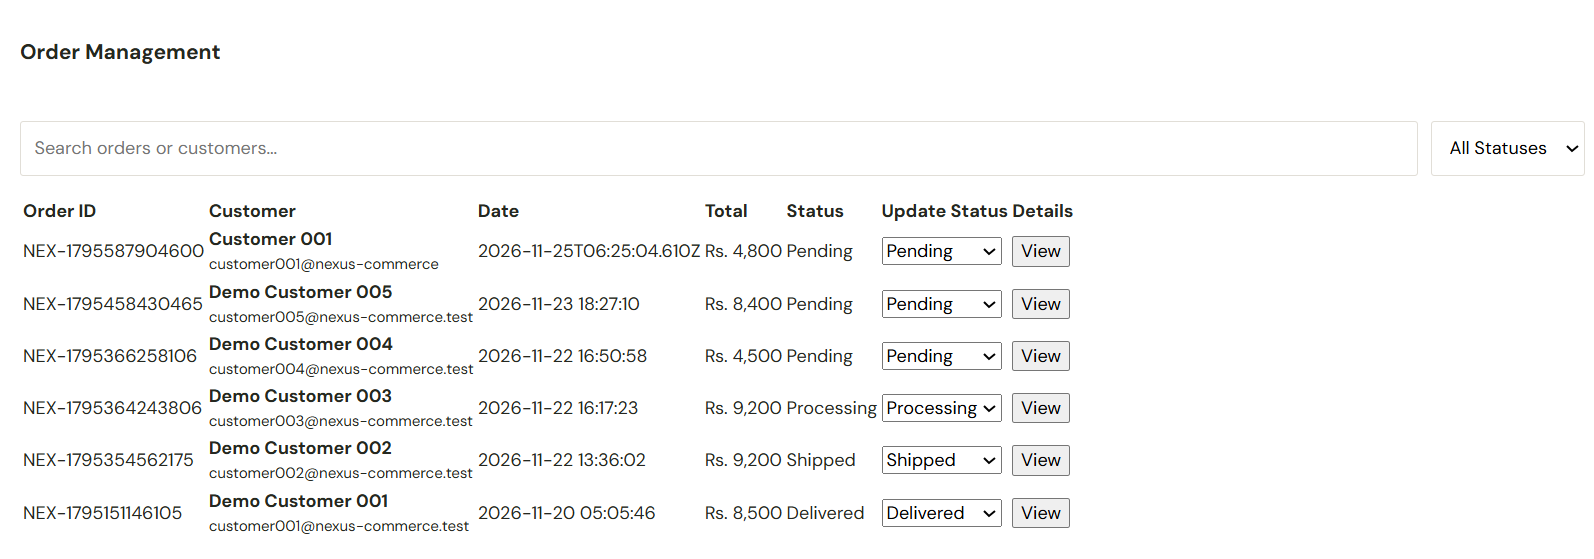 Order Management
Search orders or customers... All Statuses
Order ID Customer Date Total Status Update Status Details
NEX-1795587904600 Customer 001 customer001@nexus-commerce 2026-11-25T06:25:04.610Z Rs. 4,800 Pending Pending View
NEX-1795458430465 Demo Customer 005 customer005@nexus-commerce.test 2026-11-23 18:27:10 Rs. 8,400 Pending Pending View
NEX-1795366258106 Demo Customer 004 customer004@nexus-commerce.test 2026-11-22 16:50:58 Rs. 4,500 Pending Pending View
NEX-1795364243806 Demo Customer 003 customer003@nexus-commerce.test 2026-11-22 16:17:23 Rs. 9,200 Processing Processing View
NEX-1795354562175 Demo Customer 002 customer002@nexus-commerce.test 2026-11-22 13:36:02 Rs. 9,200 Shipped Shipped View
NEX-1795151146105 Demo Customer 001 customer001@nexus-commerce.test 2026-11-20 05:05:46 Rs. 8,500 Delivered Delivered View